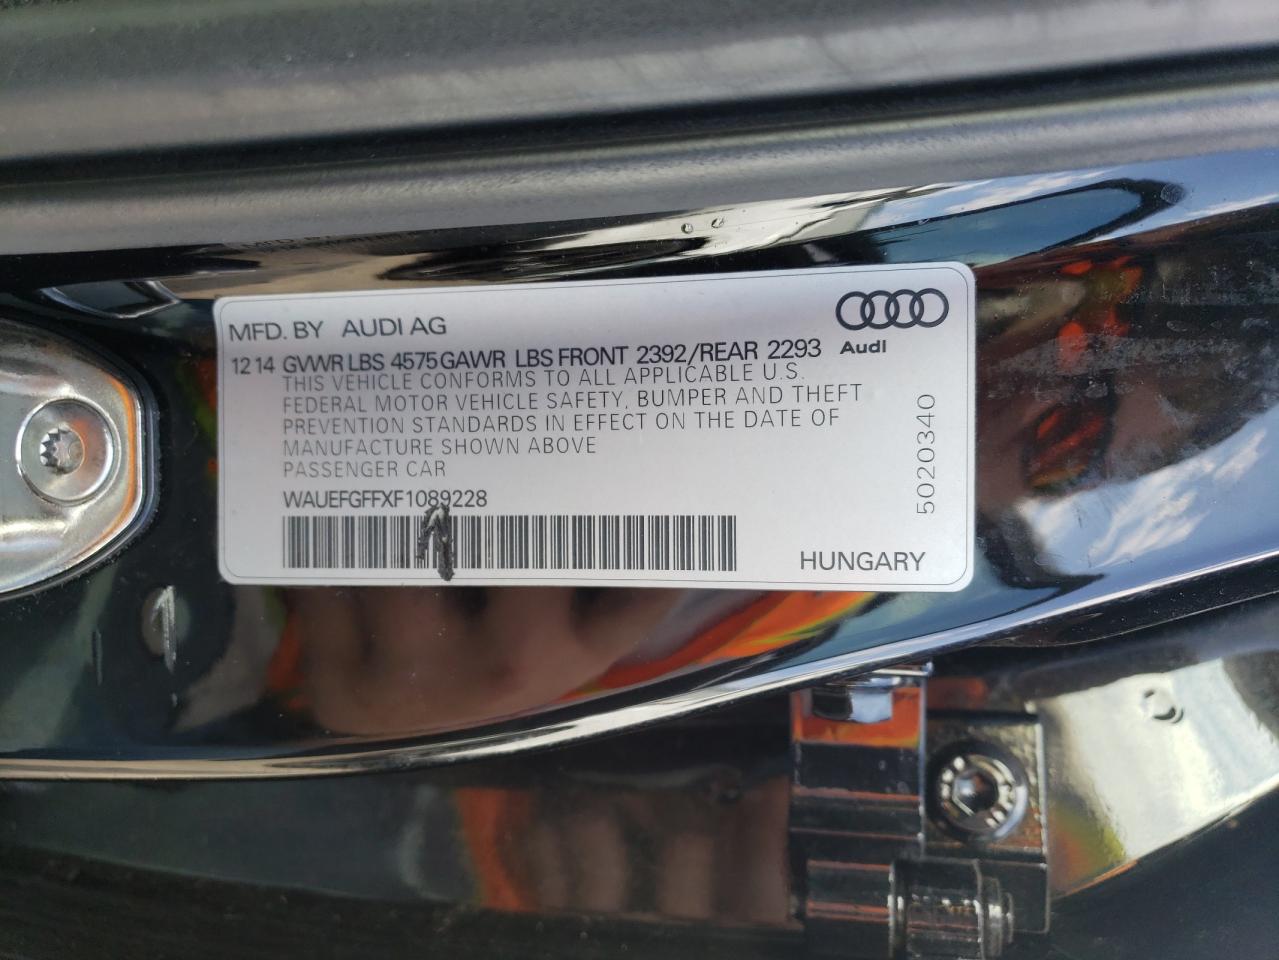 MFD. BY AUDI AG
12 14 GVWR LBS 4575 GAWR LBS FRONT 2392/REAR 2293
Audi
THIS VEHICLE CONFORMS TO ALL APPLICABLE U.S.
FEDERAL MOTOR VEHICLE SAFETY, BUMPER AND THEFT
PREVENTION STANDARDS IN EFFECT ON THE DATE OF
MANUFACTURE SHOWN ABOVE
PASSENGER CAR
WAUEFGFFXF1089228
5020340
HUNGARY